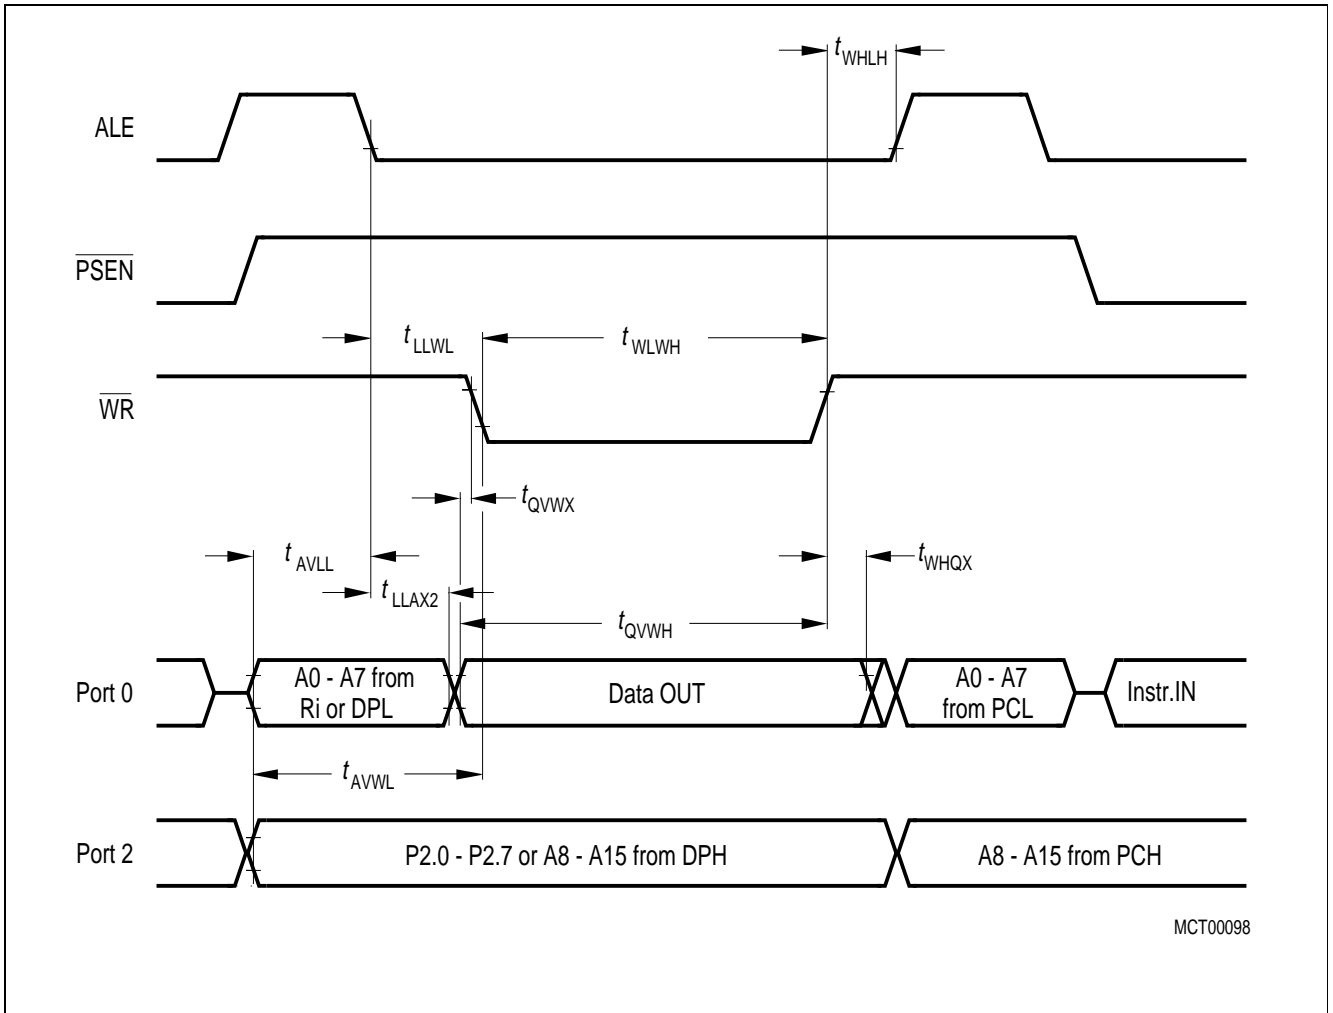 tWHLH
ALE
PSEN
tLLWL
tWLWH
WR
tQVWX
tAVLL
tWHQX
tLLAX2
tQVWH
Port 0
A0 - A7 from
Ri or DPL
Data OUT
A0 - A7
from PCL
Instr.IN
tAVWL
Port 2
P2.0 - P2.7 or A8 - A15 from DPH
A8 - A15 from PCH
MCT00098